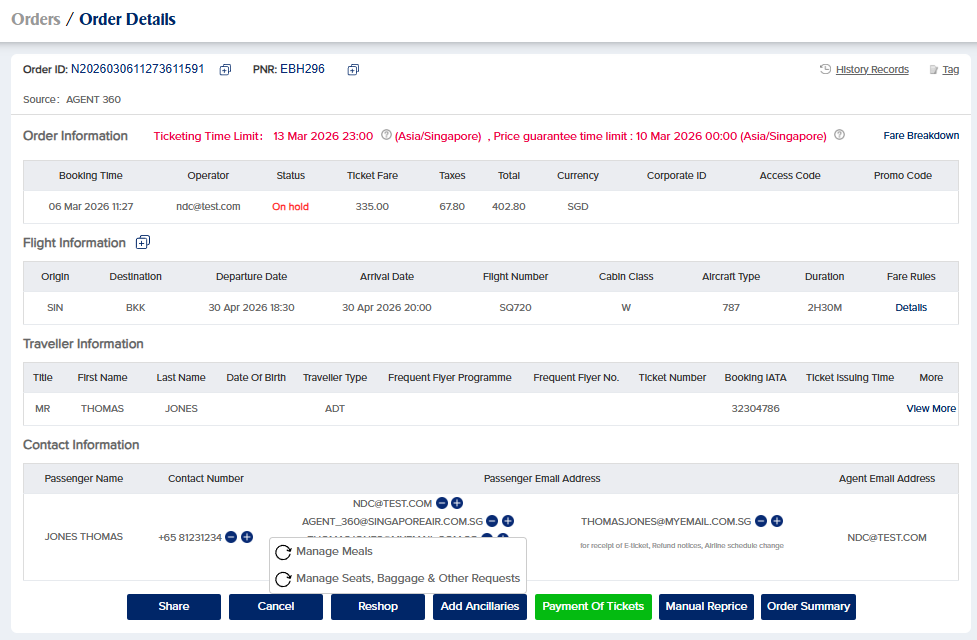 Orders / Order Details
Order ID: N2026030611273611591 PNR: EBH296 History Records Tag
Source: AGENT 360
Order Information Ticketing Time Limit: 13 Mar 2026 23:00 (Asia/Singapore) , Price guarantee time limit : 10 Mar 2026 00:00 (Asia/Singapore) Fare Breakdown
Booking Time Operator Status Ticket Fare Taxes Total Currency Corporate ID Access Code Promo Code
06 Mar 2026 11:27 ndc@test.com On hold 335.00 67.80 402.80 SGD
Flight Information
Origin Destination Departure Date Arrival Date Flight Number Cabin Class Aircraft Type Duration Fare Rules
SIN BKK 30 Apr 2026 18:30 30 Apr 2026 20:00 SQ720 W 787 2H30M Details
Traveller Information
Title First Name Last Name Date Of Birth Traveller Type Frequent Flyer Programme Frequent Flyer No. Ticket Number Booking IATA Ticket Issuing Time More
MR THOMAS JONES ADT 32304786 View More
Contact Information
Passenger Name Contact Number Passenger Email Address Agent Email Address
NDC@TEST.COM
AGENT_360@SINGAPOREAIR.COM.SG THOMASJONES@MYEMAIL.COM.SG
JONES THOMAS +65 81231234 NDC@TEST.COM
for receipt of E-ticket, Refund notices, Airline schedule change
Manage Meals
Manage Seats, Baggage & Other Requests
Share Cancel Reshop Add Ancillaries Payment Of Tickets Manual Reprice Order Summary